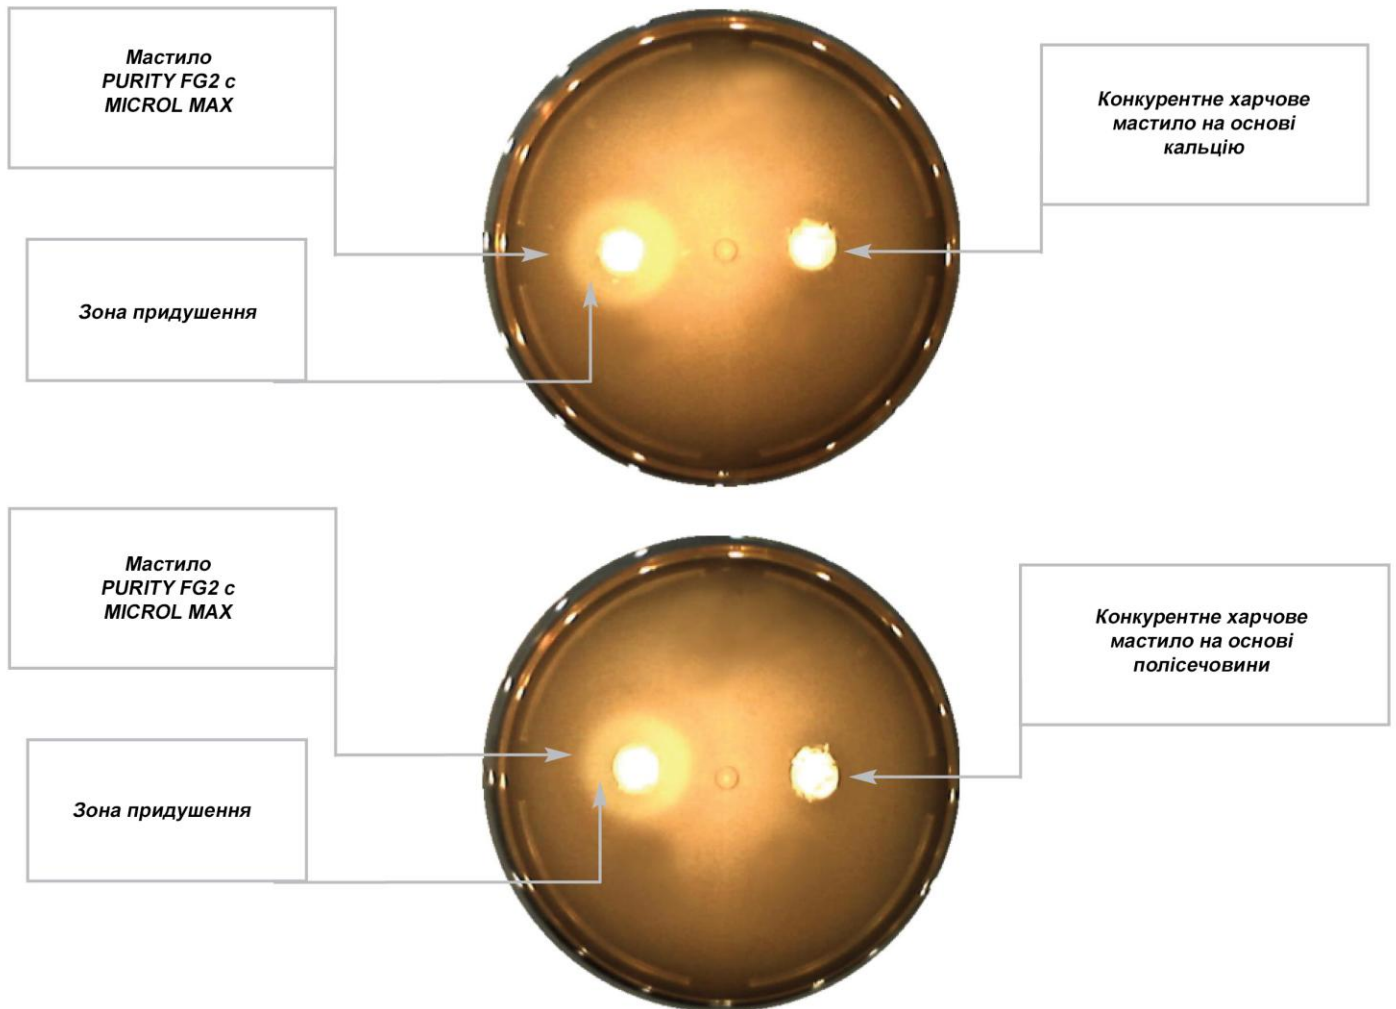 Мастило
PURITY FG2 с
MICROL MAX
Конкурентне харчове
мастило на основі
кальцію
Зона придушення
Мастило
PURITY FG2 с
MICROL MAX
Конкурентне харчове
мастило на основі
полісечовини
Зона придушення